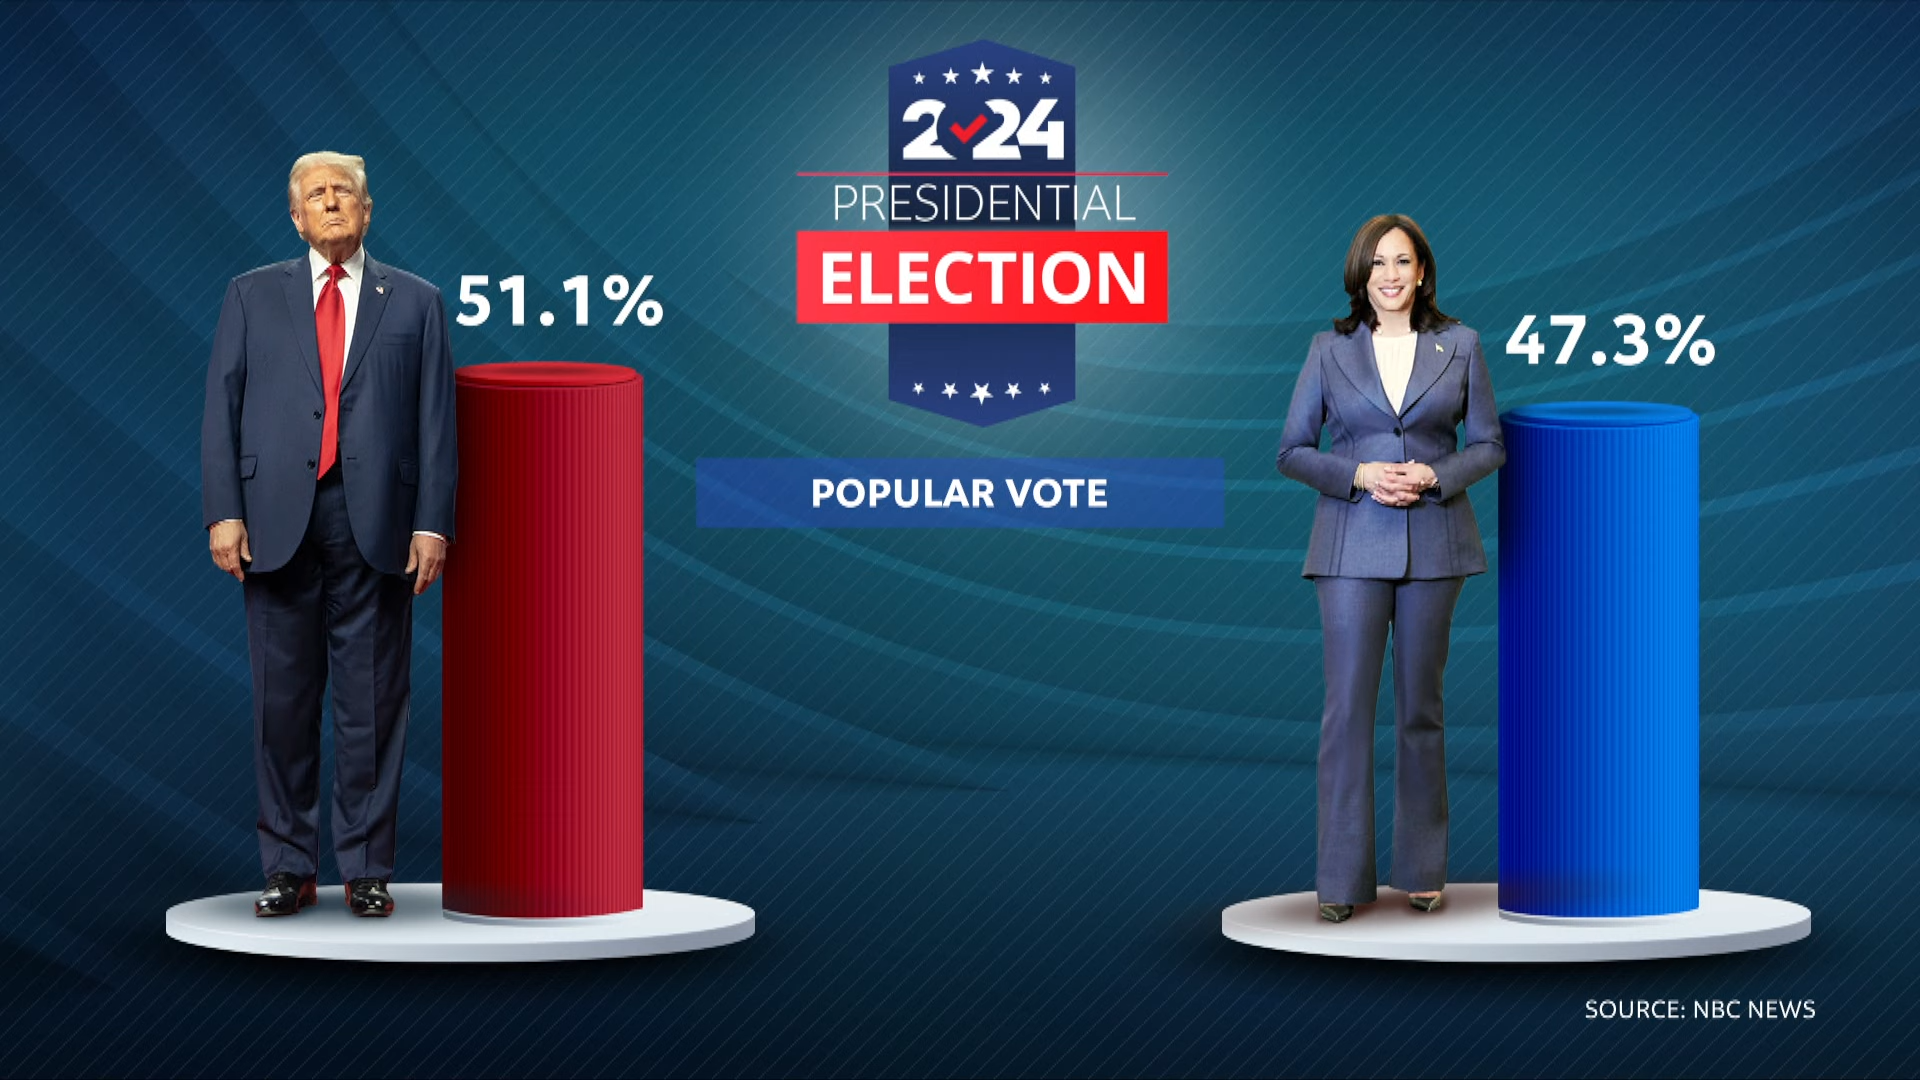 2024
PRESIDENTIAL
ELECTION
51.1%
47.3%
POPULAR VOTE
SOURCE: NBC NEWS